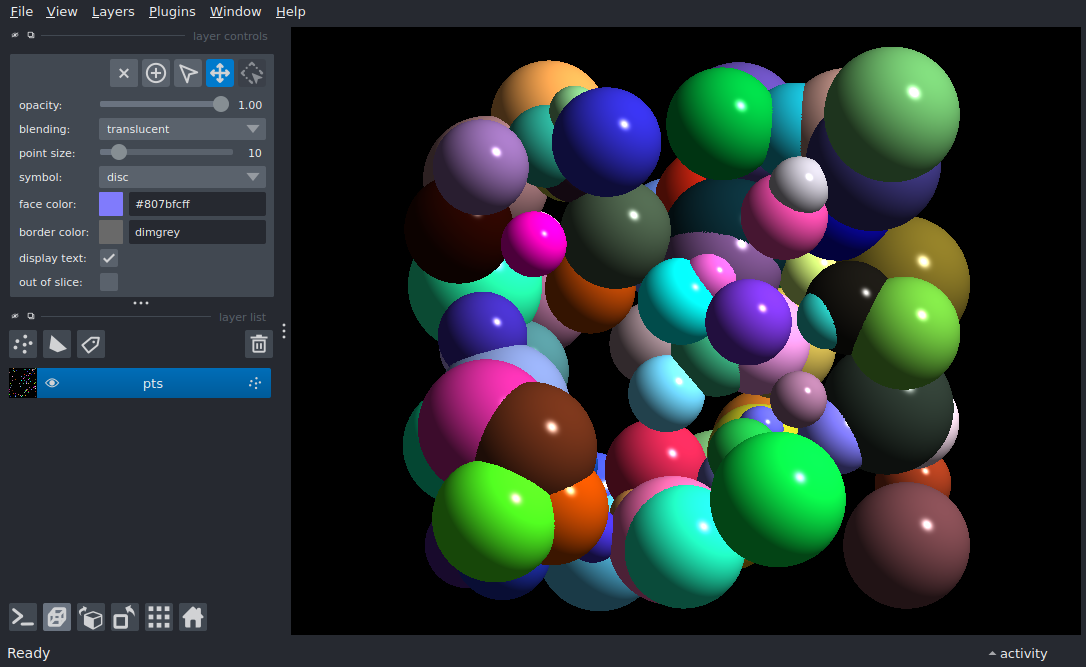 File View Layers Plugins Window Help
layer controls
opacity: 1.00
blending: translucent
point size: 10
symbol: disc
face color: #807bfcff
border color: dimgrey
display text:
out of slice:
layer list
pts
Ready
activity